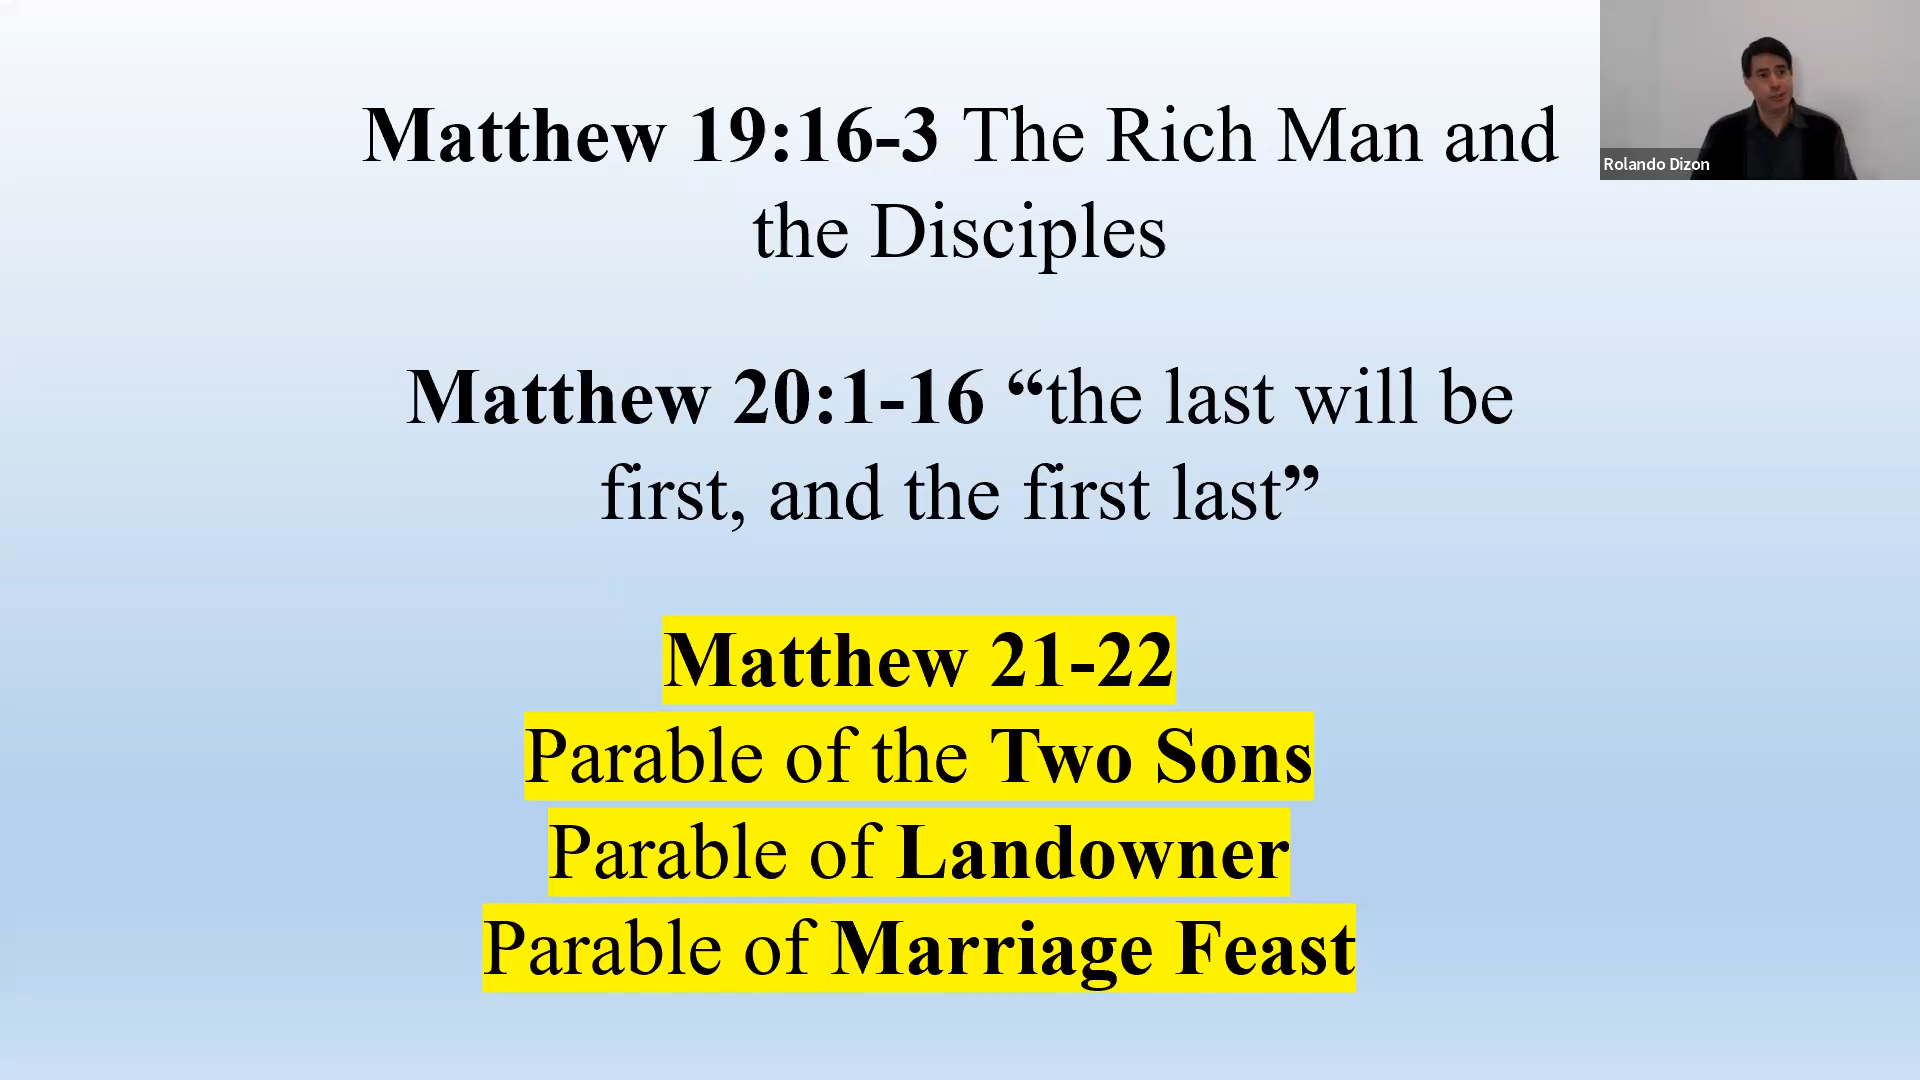 Matthew 19:16-3 The Rich Man and
the Disciples
Rolando Dizon
Matthew 20:1-16 “the last will be
first, and the first last”
Matthew 21-22
Parable of the Two Sons
Parable of Landowner
Parable of Marriage Feast